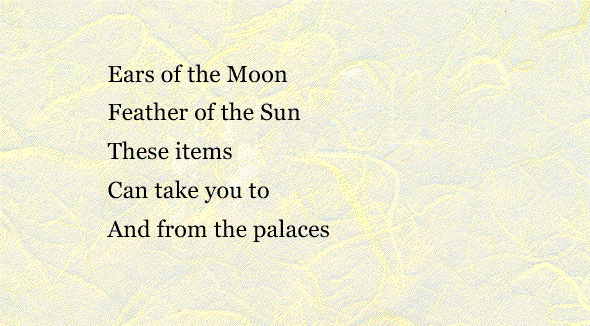 Ears of the Moon
Feather of the Sun
These items
Can take you to
And from the palaces